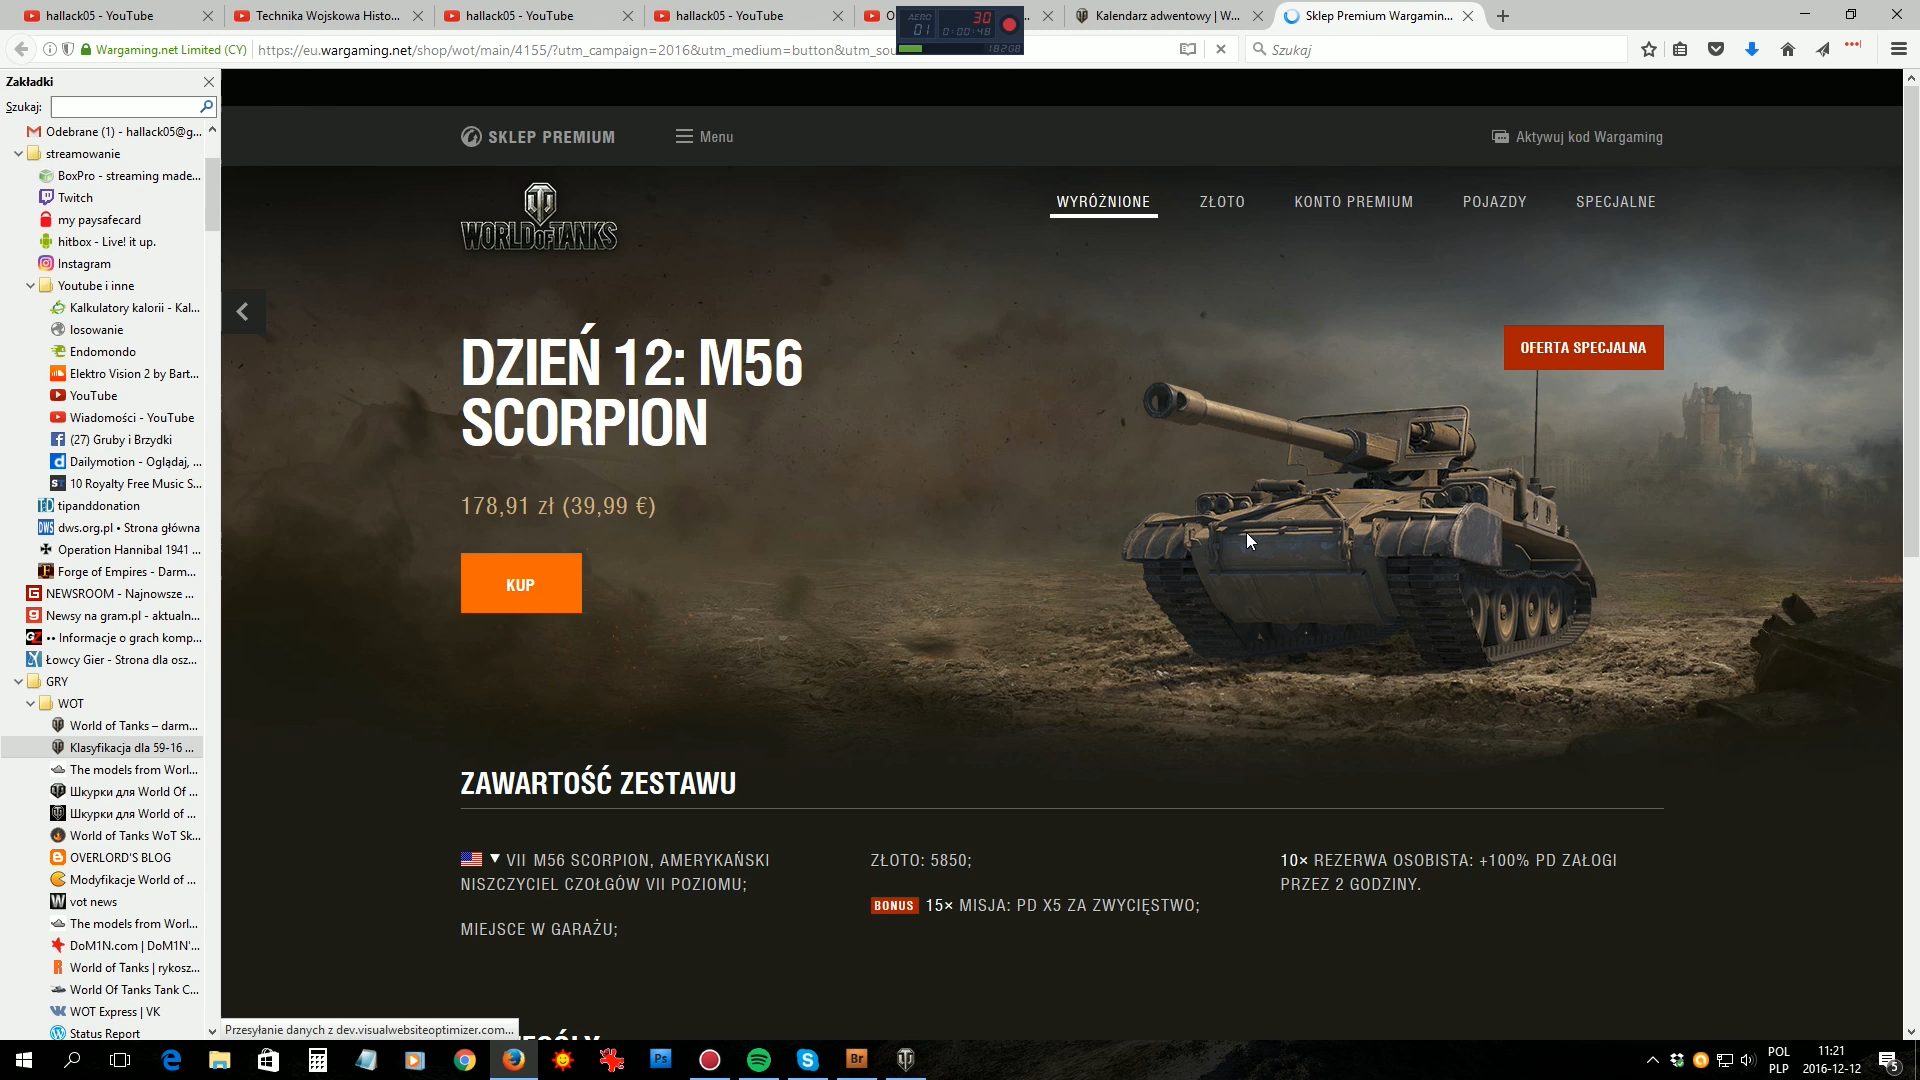 hallack05 - YouTube
Technika Wojskowa Histo...
hallack05 - YouTube
hallack05 - YouTube
Kalendarz adwentowy | W...
Sklep Premium Wargamin...
AERO
01
30
0:00:48
182GB
Wargaming.net Limited (CY)
https://eu.wargaming.net/shop/wot/main/4155/?utm_campaign=2016&utm_medium=button&utm_sou
Szukaj
Zakładki
Szukaj:
Odebrane (1) - hallack05@g...
streamowanie
BoxPro - streaming made...
Twitch
my paysafecard
hitbox - Live! it up.
Instagram
Youtube i inne
Kalkulatory kalorii - Kal...
losowanie
Endomondo
Elektro Vision 2 by Bart...
YouTube
Wiadomości - YouTube
(27) Gruby i Brzydki
Dailymotion - Oglądaj, ...
10 Royalty Free Music S...
tipanddonation
dws.org.pl • Strona główna
Operation Hannibal 1941 ...
Forge of Empires - Darm...
NEWSROOM - Najnowsze ...
Newsy na gram.pl - aktualn...
•• Informacje o grach komp...
Łowcy Gier - Strona dla osz...
GRY
WOT
World of Tanks – darm...
Klasyfikacja dla 59-16 ...
The models from Worl...
Шкурки для World Of ...
Шкурки для World of ...
World of Tanks WoT Sk...
OVERLORD'S BLOG
Modyfikacje World of ...
vot news
The models from Worl...
DoM1N.com | DoM1N'...
World of Tanks | rykosz...
World Of Tanks Tank C...
WOT Express | VK
Status Report
SKLEP PREMIUM
Menu
Aktywuj kod Wargaming
WORLD OF TANKS
WYRÓŻNIONE
ZŁOTO
KONTO PREMIUM
POJAZDY
SPECJALNE
DZIEŃ 12: M56
SCORPION
OFERTA SPECJALNA
178,91 zł (39,99 €)
KUP
ZAWARTOŚĆ ZESTAWU
VII M56 SCORPION, AMERYKAŃSKI
NISZCZYCIEL CZOŁGÓW VII POZIOMU;
MIEJSCE W GARAŻU;
ZŁOTO: 5850;
BONUS 15× MISJA: PD X5 ZA ZWYCIĘSTWO;
10× REZERWA OSOBISTA: +100% PD ZAŁOGI
PRZEZ 2 GODZINY.
Przesyłanie danych z dev.visualwebsiteoptimizer.com...
Ps
Br
POL
PLP
11:21
2016-12-12
5